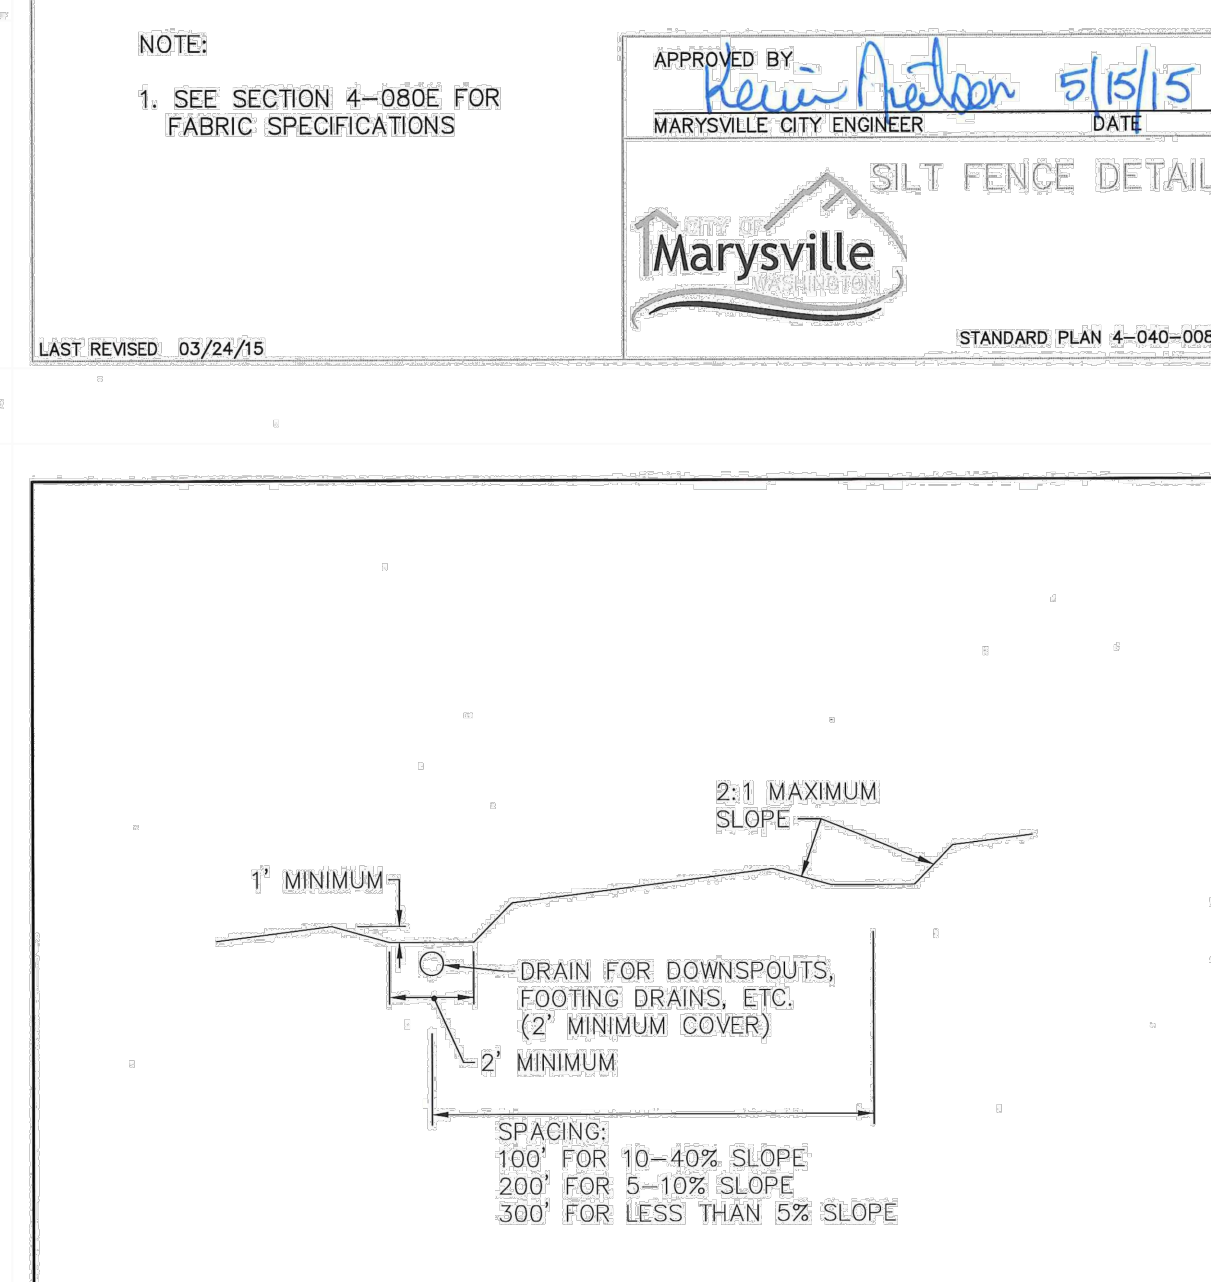 NOTE:
1. SEE SECTION 4-080E FOR
FABRIC SPECIFICATIONS
APPROVED BY
Kevin Nielsen 5/15/15
MARYSVILLE CITY ENGINEER DATE
SILT FENCE DETAIL
CITY OF
Marysville
WASHINGTON
LAST REVISED 03/24/15
STANDARD PLAN 4-040-008
2:1 MAXIMUM
SLOPE
1' MINIMUM
DRAIN FOR DOWNSPOUTS,
FOOTING DRAINS, ETC.
(2' MINIMUM COVER)
2' MINIMUM
SPACING:
100' FOR 10-40% SLOPE
200' FOR 5-10% SLOPE
300' FOR LESS THAN 5% SLOPE